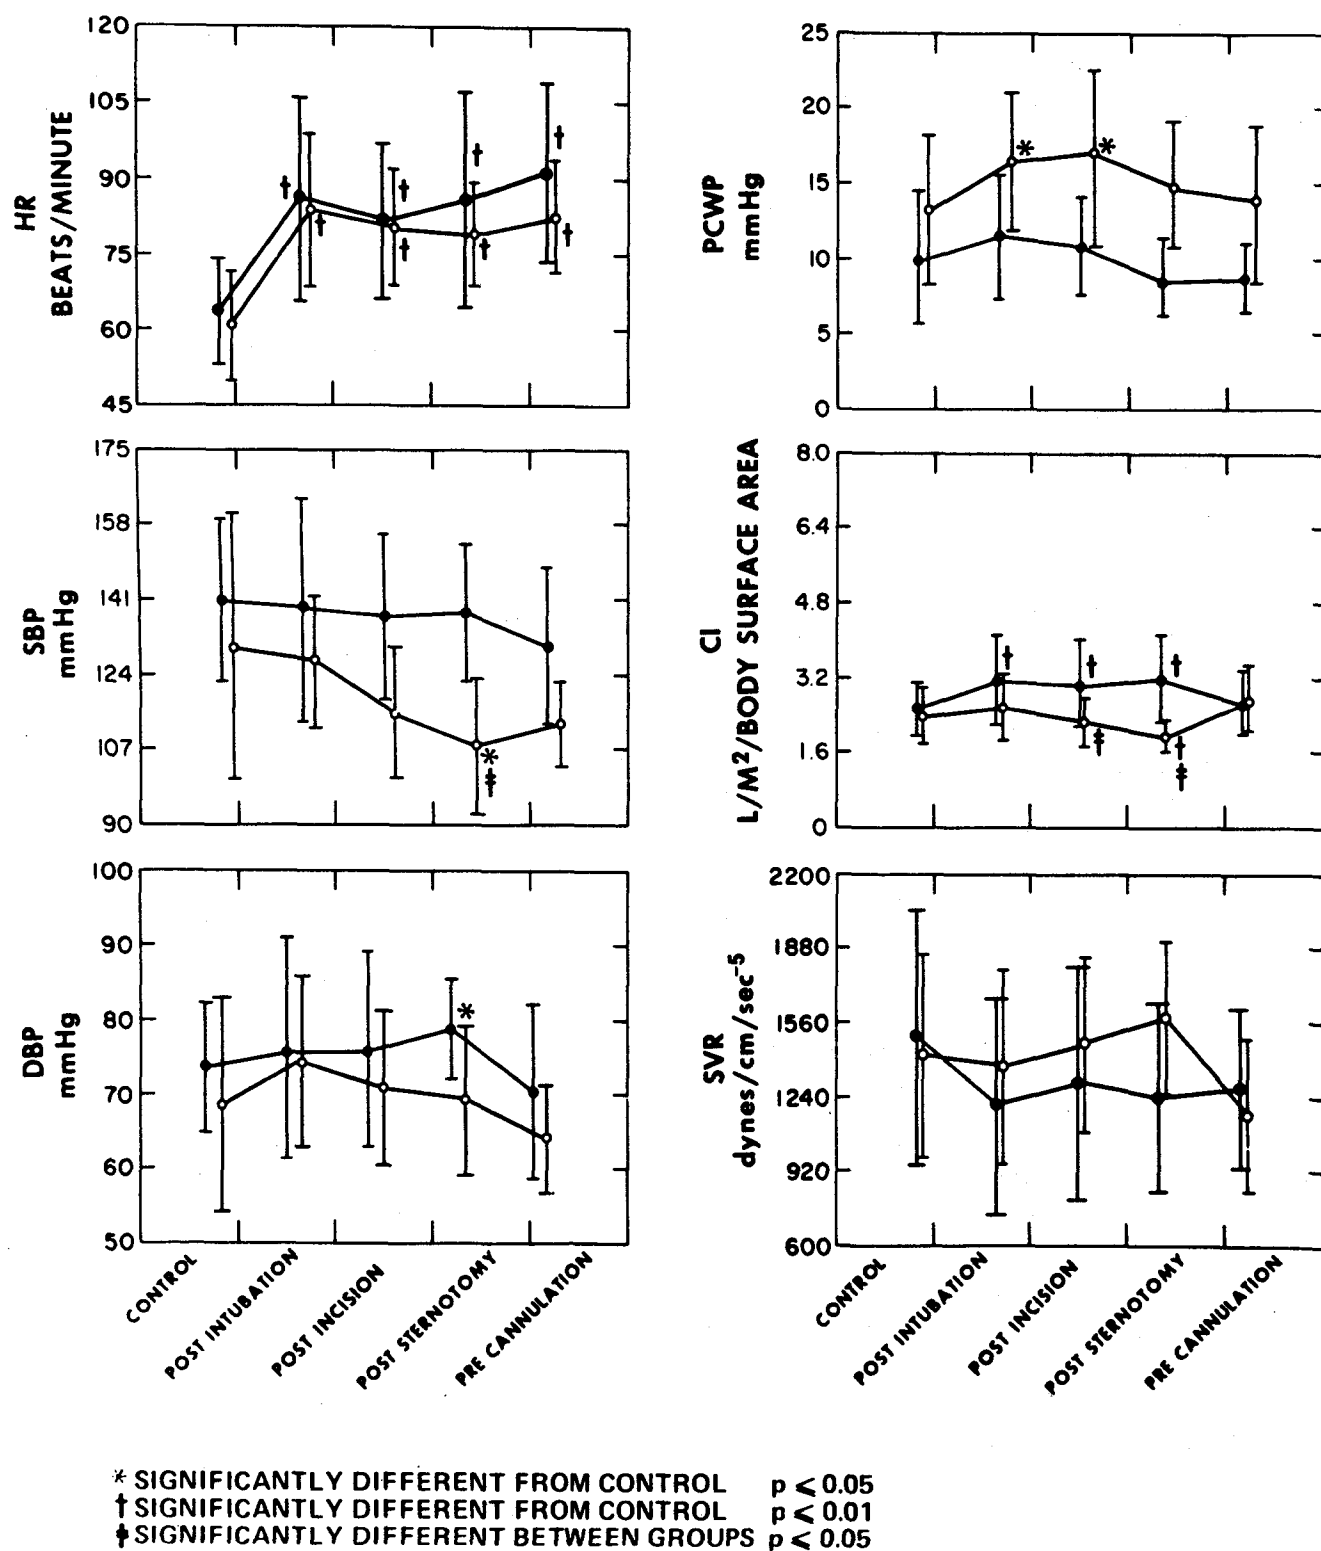 HR
BEATS/MINUTE
120
105
90
75
60
45
†
†
†
†
†
†
†
†
PCWP
mmHg
25
20
15
10
5
0
*
*
SBP
mmHg
175
158
141
124
107
90
*
‡
CI
L/M²/BODY SURFACE AREA
8.0
6.4
4.8
3.2
1.6
0
†
†
†
‡
†
‡
DBP
mmHg
100
90
80
70
60
50
*
CONTROL
POST INTUBATION
POST INCISION
POST STERNOTOMY
PRE CANNULATION
SVR
dynes/cm/sec⁻⁵
2200
1880
1560
1240
920
600
CONTROL
POST INTUBATION
POST INCISION
POST STERNOTOMY
PRE CANNULATION
* SIGNIFICANTLY DIFFERENT FROM CONTROL p ⩽ 0.05
† SIGNIFICANTLY DIFFERENT FROM CONTROL p ⩽ 0.01
‡ SIGNIFICANTLY DIFFERENT BETWEEN GROUPS p ⩽ 0.05